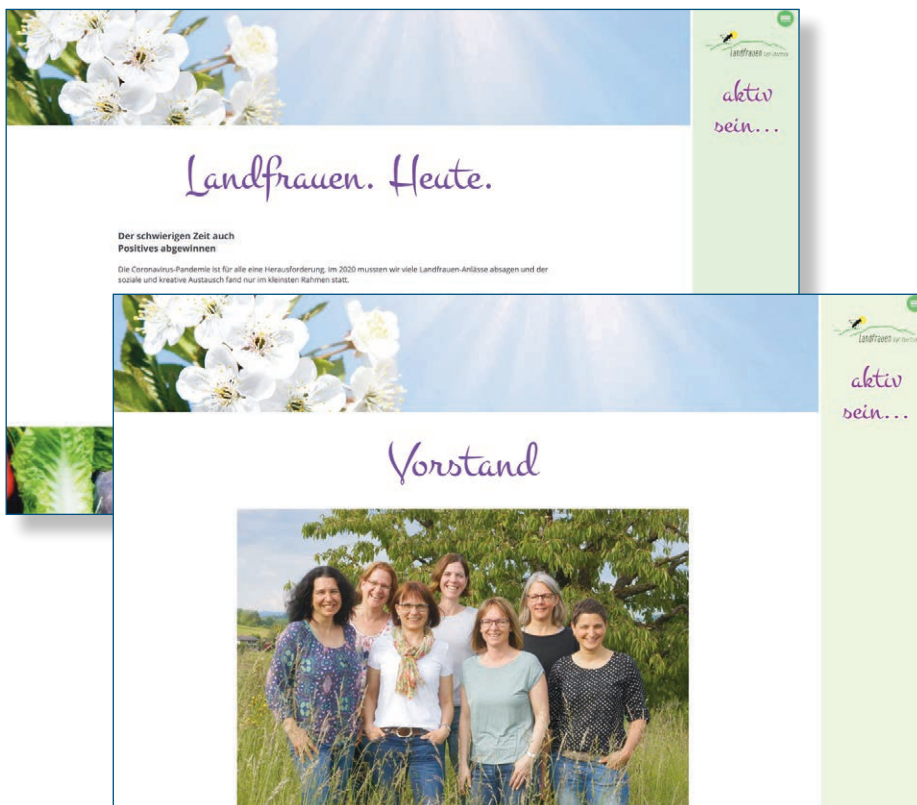 Landfrauen
aktiv
sein...
Landfrauen. Heute.
Der schwierigen Zeit auch
Positives abgewinnen
Die Coronavirus-Pandemie ist für alle eine Herausforderung. Im 2020 mussten wir viele Landfrauen-Anlässe absagen und der
soziale und kreative Austausch fand nur im kleinsten Rahmen statt.
Landfrauen
aktiv
sein...
Vorstand